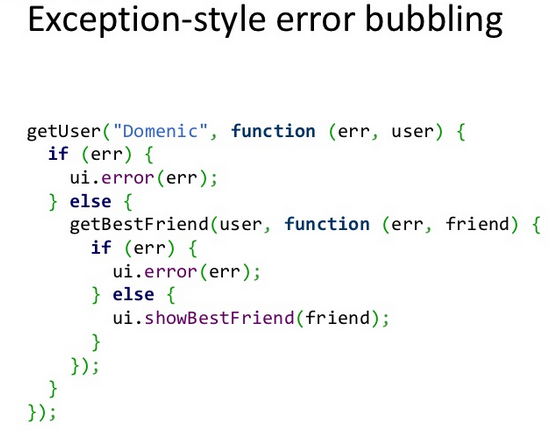 Exception-style error bubbling
getUser("Domenic", function (err, user) {
  if (err) {
    ui.error(err);
  } else {
    getBestFriend(user, function (err, friend) {
      if (err) {
        ui.error(err);
      } else {
        ui.showBestFriend(friend);
      }
    });
  }
});